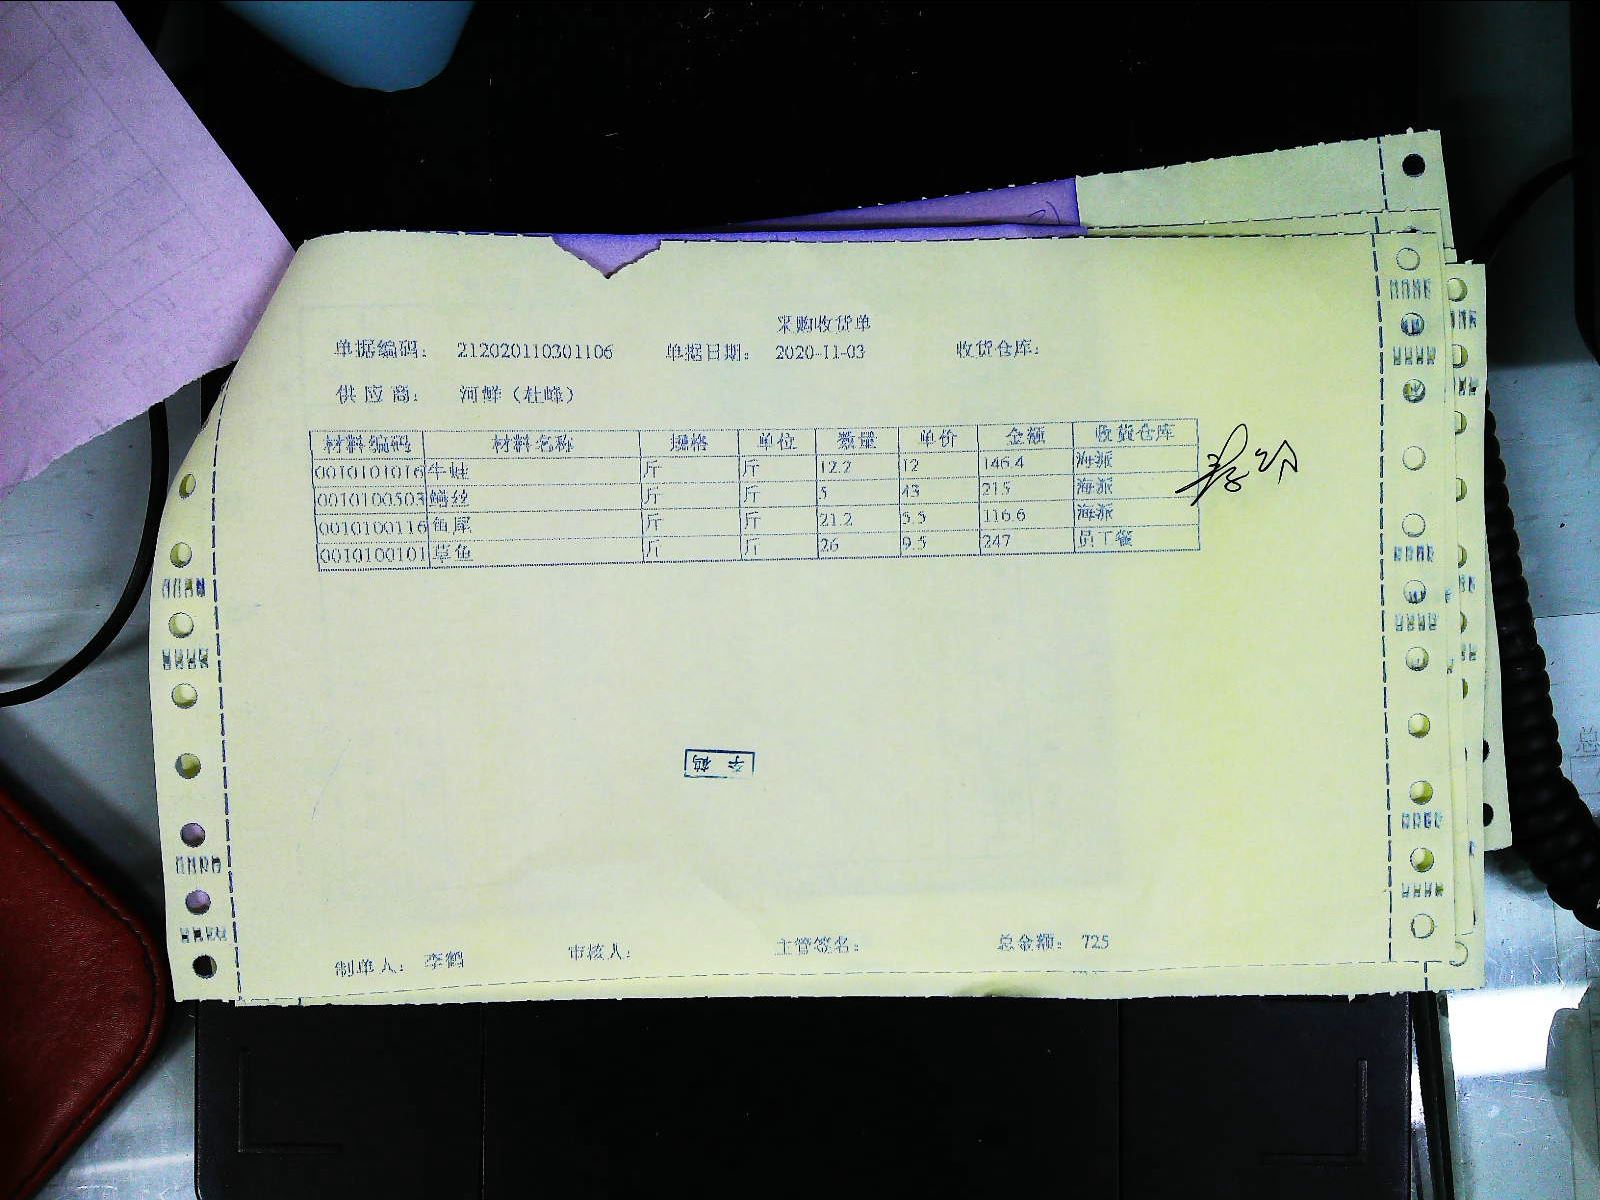 采购收货单
单据编码： 212020110301106 单据日期： 2020-11-03 收货仓库：
供应商： 河鲜（杜峰）
材料编码 材料名称 规格 单位 数量 单价 金额 收货仓库
0010101016 牛蛙 斤 斤 12.2 12 146.4 海派
0010100503 鳝丝 斤 斤 5 43 215 海派
0010100116 鱼尾 斤 斤 21.2 5.5 116.6 海派
0010100101 草鱼 斤 斤 26 9.5 247 员工餐
李鹤
制单人： 李鹤 审核人： 主管签名： 总金额： 725
总